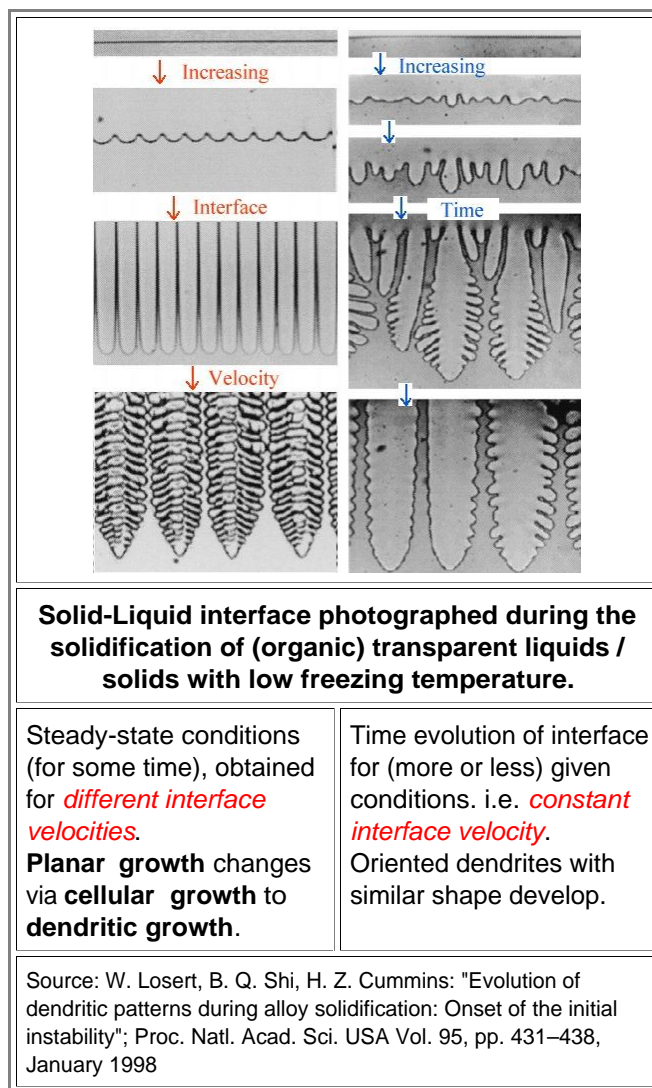 Increasing
Interface
Velocity
Increasing
Time
Solid-Liquid interface photographed during the
solidification of (organic) transparent liquids /
solids with low freezing temperature.
Steady-state conditions
(for some time), obtained
for different interface
velocities.
Planar growth changes
via cellular growth to
dendritic growth.
Time evolution of interface
for (more or less) given
conditions. i.e. constant
interface velocity.
Oriented dendrites with
similar shape develop.
Source: W. Losert, B. Q. Shi, H. Z. Cummins: "Evolution of
dendritic patterns during alloy solidification: Onset of the initial
instability"; Proc. Natl. Acad. Sci. USA Vol. 95, pp. 431–438,
January 1998